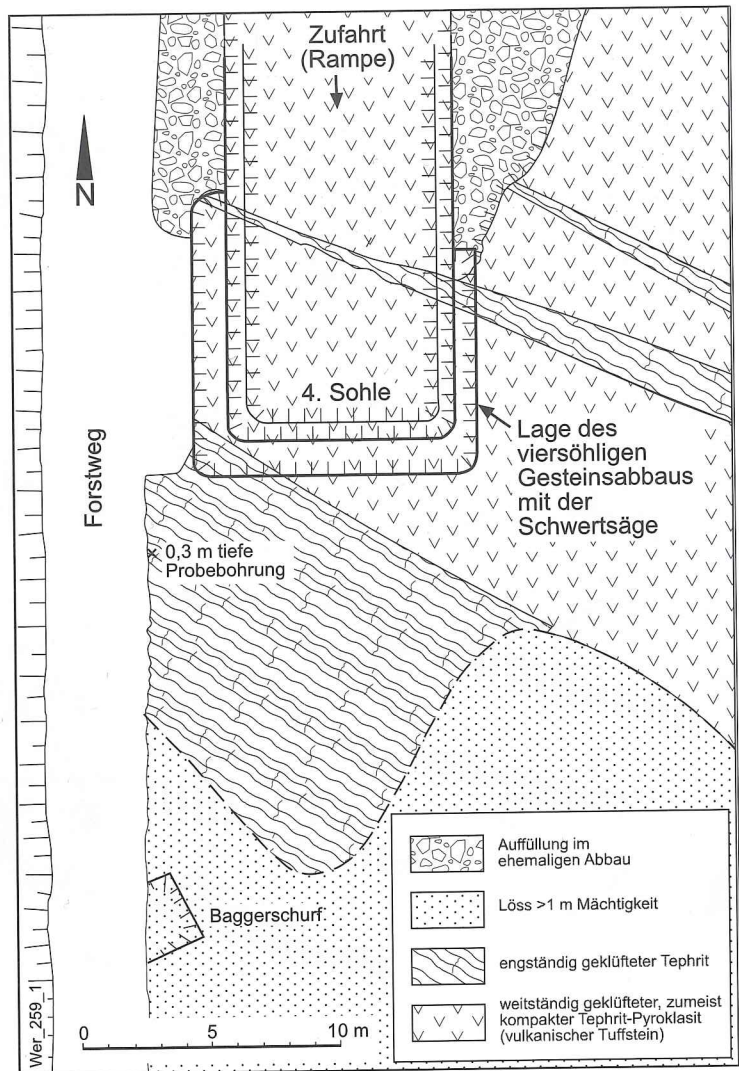 Zufahrt
(Rampe)
N
4. Sohle
Lage des
viersöhligen
Gesteinsabbaus
mit der
Schwertsäge
Forstweg
0,3 m tiefe
Probebohrung
Baggerschurf
Auffüllung im
ehemaligen Abbau
Löss >1 m Mächtigkeit
engständig geklüfteter Tephrit
weitständig geklüfteter, zumeist
kompakter Tephrit-Pyroklasit
(vulkanischer Tuffstein)
0 5 10 m
Wer_259_1